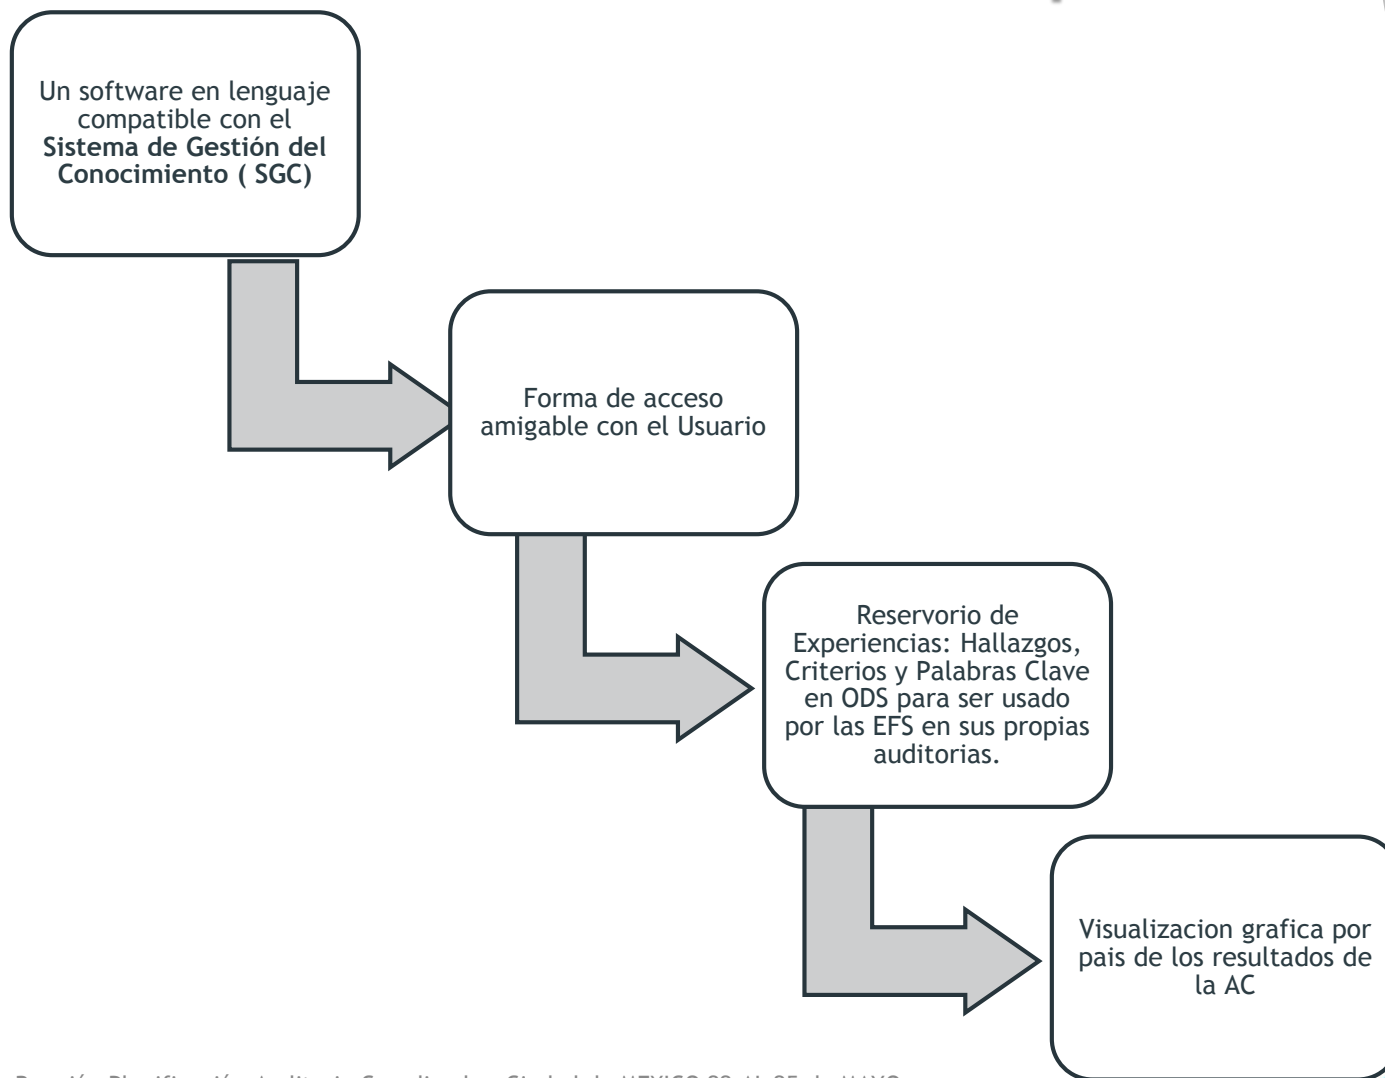 Un software en lenguaje
compatible con el
Sistema de Gestión del
Conocimiento ( SGC)
Forma de acceso
amigable con el Usuario
Reservorio de
Experiencias: Hallazgos,
Criterios y Palabras Clave
en ODS para ser usado
por las EFS en sus propias
auditorias.
Visualizacion grafica por
pais de los resultados de
la AC